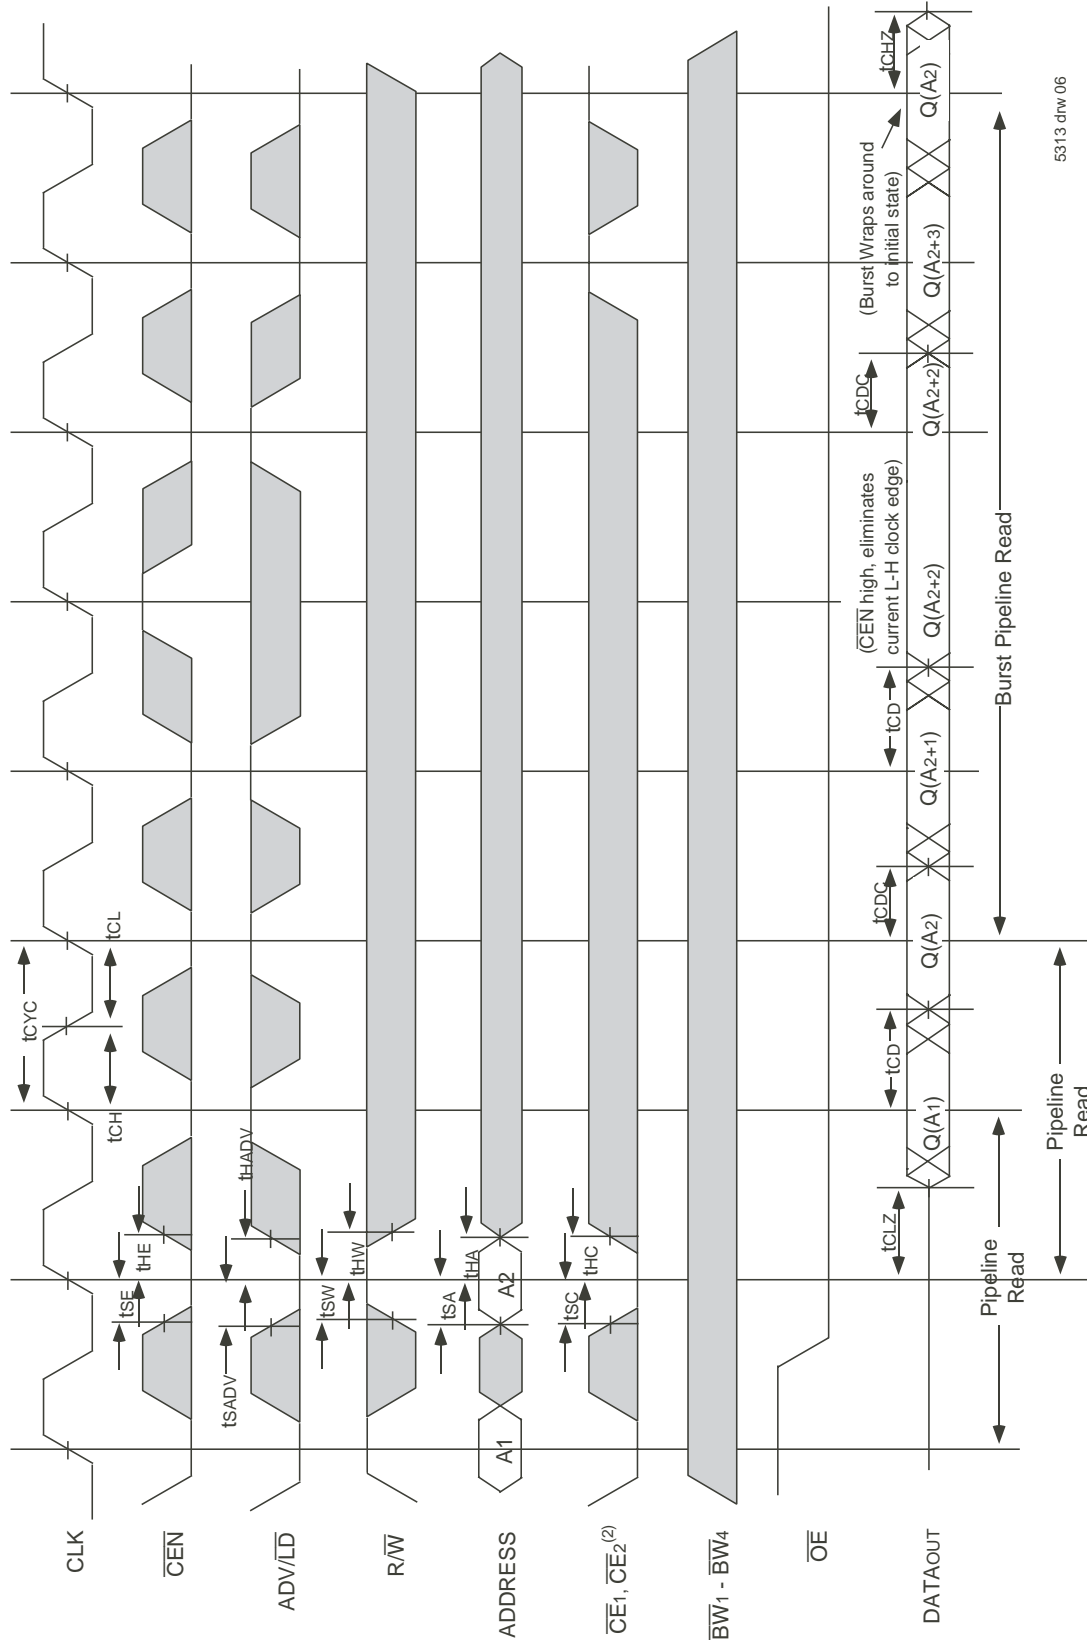 CLK
tCYC
tCH
tCL
CEN
tSE
tHE
ADV/LD
tSADV
tHADV
R/W
tSW
tHW
ADDRESS
A1
A2
tSA
tHA
CE1, CE2(2)
tSC
tHC
BW1 - BW4
OE
DATAOUT
tCLZ
Q(A1)
tCD
Q(A2)
tCDC
Q(A2+1)
tCD
(CEN high, eliminates
current L-H clock edge)
Q(A2+2)
tCDC
Q(A2+2)
(Burst Wraps around
to initial state)
Q(A2+3)
tCHZ
Q(A2)
Pipeline
Read
Burst Pipeline Read
Pipeline
Read
5313 drw 06